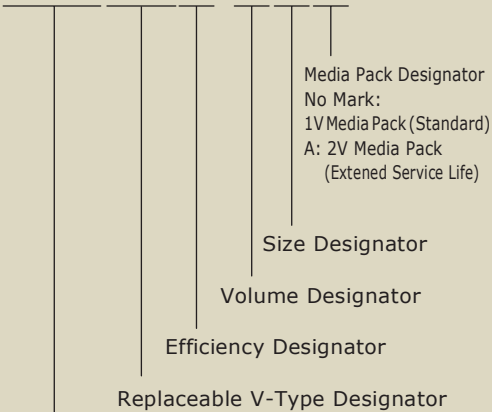 Media Pack Designator
No Mark:
1V Media Pack (Standard)
A: 2V Media Pack
(Extened Service Life)
Size Designator
Volume Designator
Efficiency Designator
Replaceable V-Type Designator